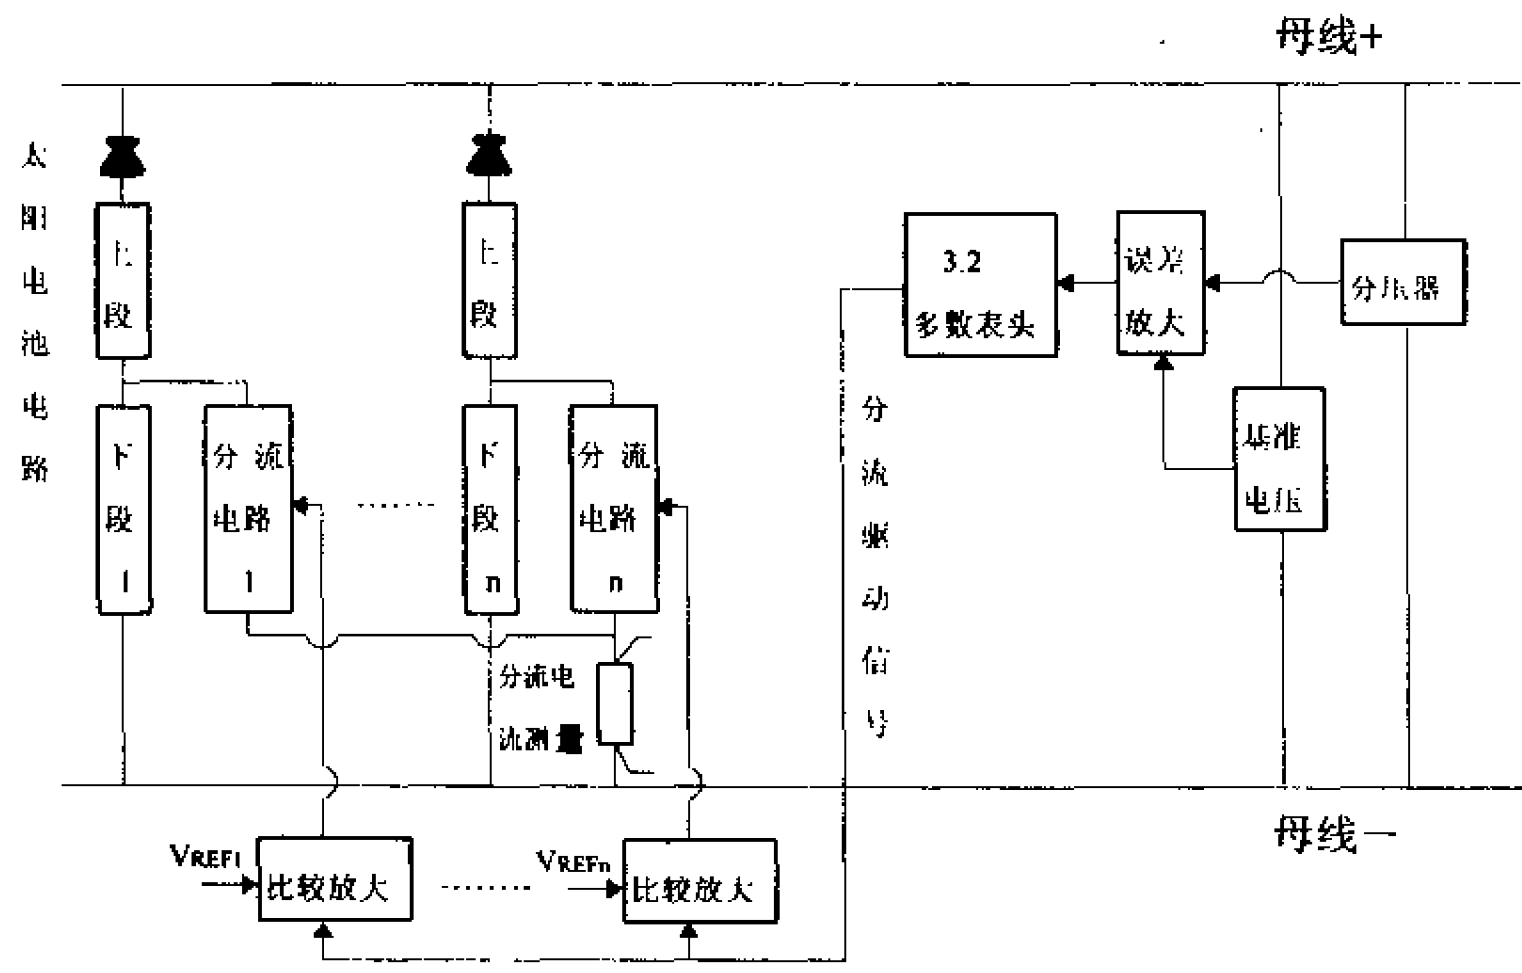 母线+
太阳电池电路
上段
上段
3.2
多数表头
误差
放大
分压器
下段1
分流
电路
1
下段n
分流
电路
n
分流驱动信号
基准
电压
分流电
流测量
母线-
VREF1
比较放大
VREFn
比较放大